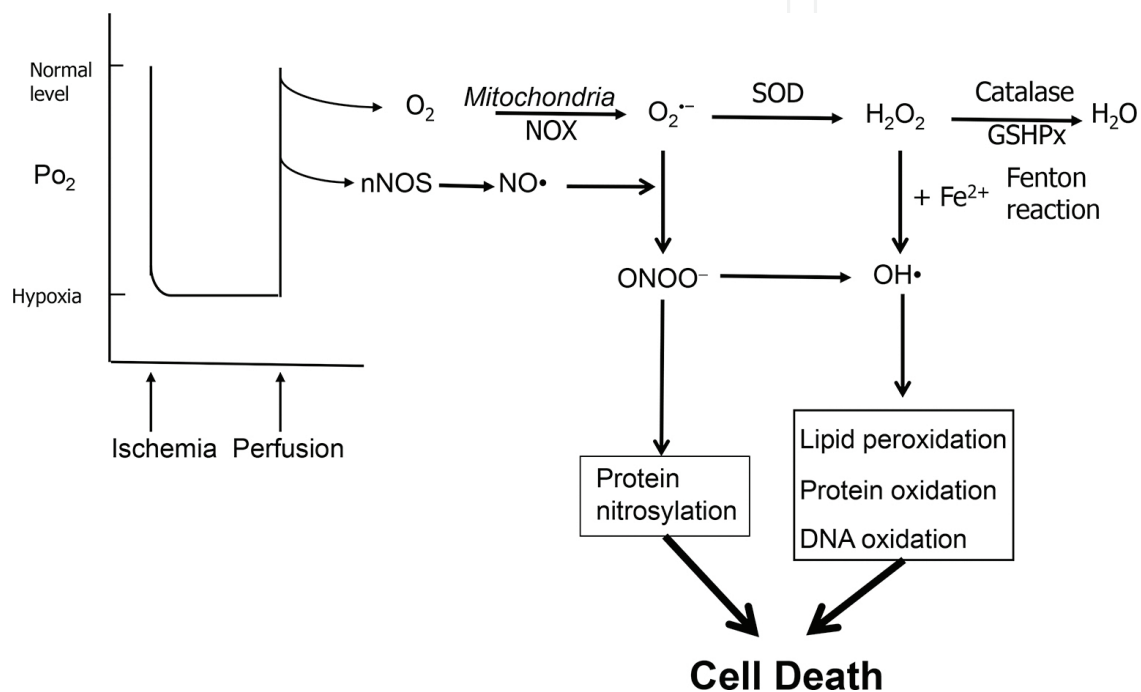 Normal
level
Po₂
Hypoxia
Ischemia
Perfusion
O₂
Mitochondria
NOX
O₂•−
SOD
H₂O₂
Catalase
GSHPx
H₂O
nNOS
NO•
+ Fe²⁺
Fenton
reaction
ONOO⁻
OH•
Protein
nitrosylation
Lipid peroxidation
Protein oxidation
DNA oxidation
Cell Death